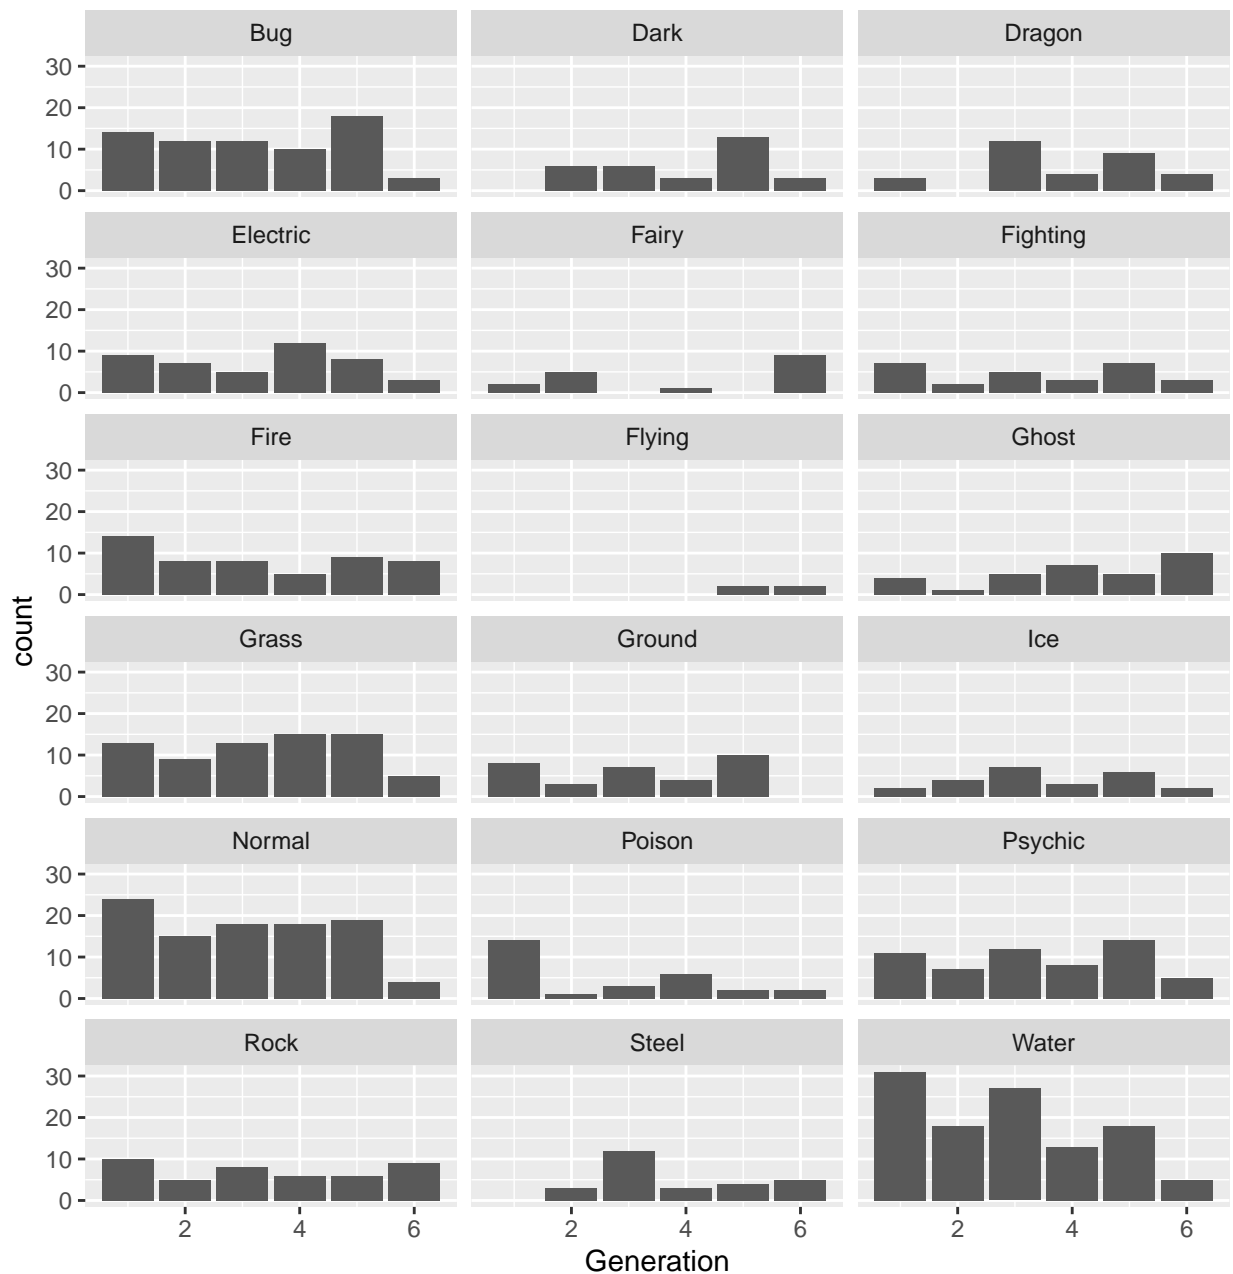 Bug Dark Dragon
30
20
10
0
Electric Fairy Fighting
30
20
10
0
Fire Flying Ghost
30
20
10
0
count
Grass Ground Ice
30
20
10
0
Normal Poison Psychic
30
20
10
0
Rock Steel Water
30
20
10
0
2 4 6 2 4 6 2 4 6
Generation